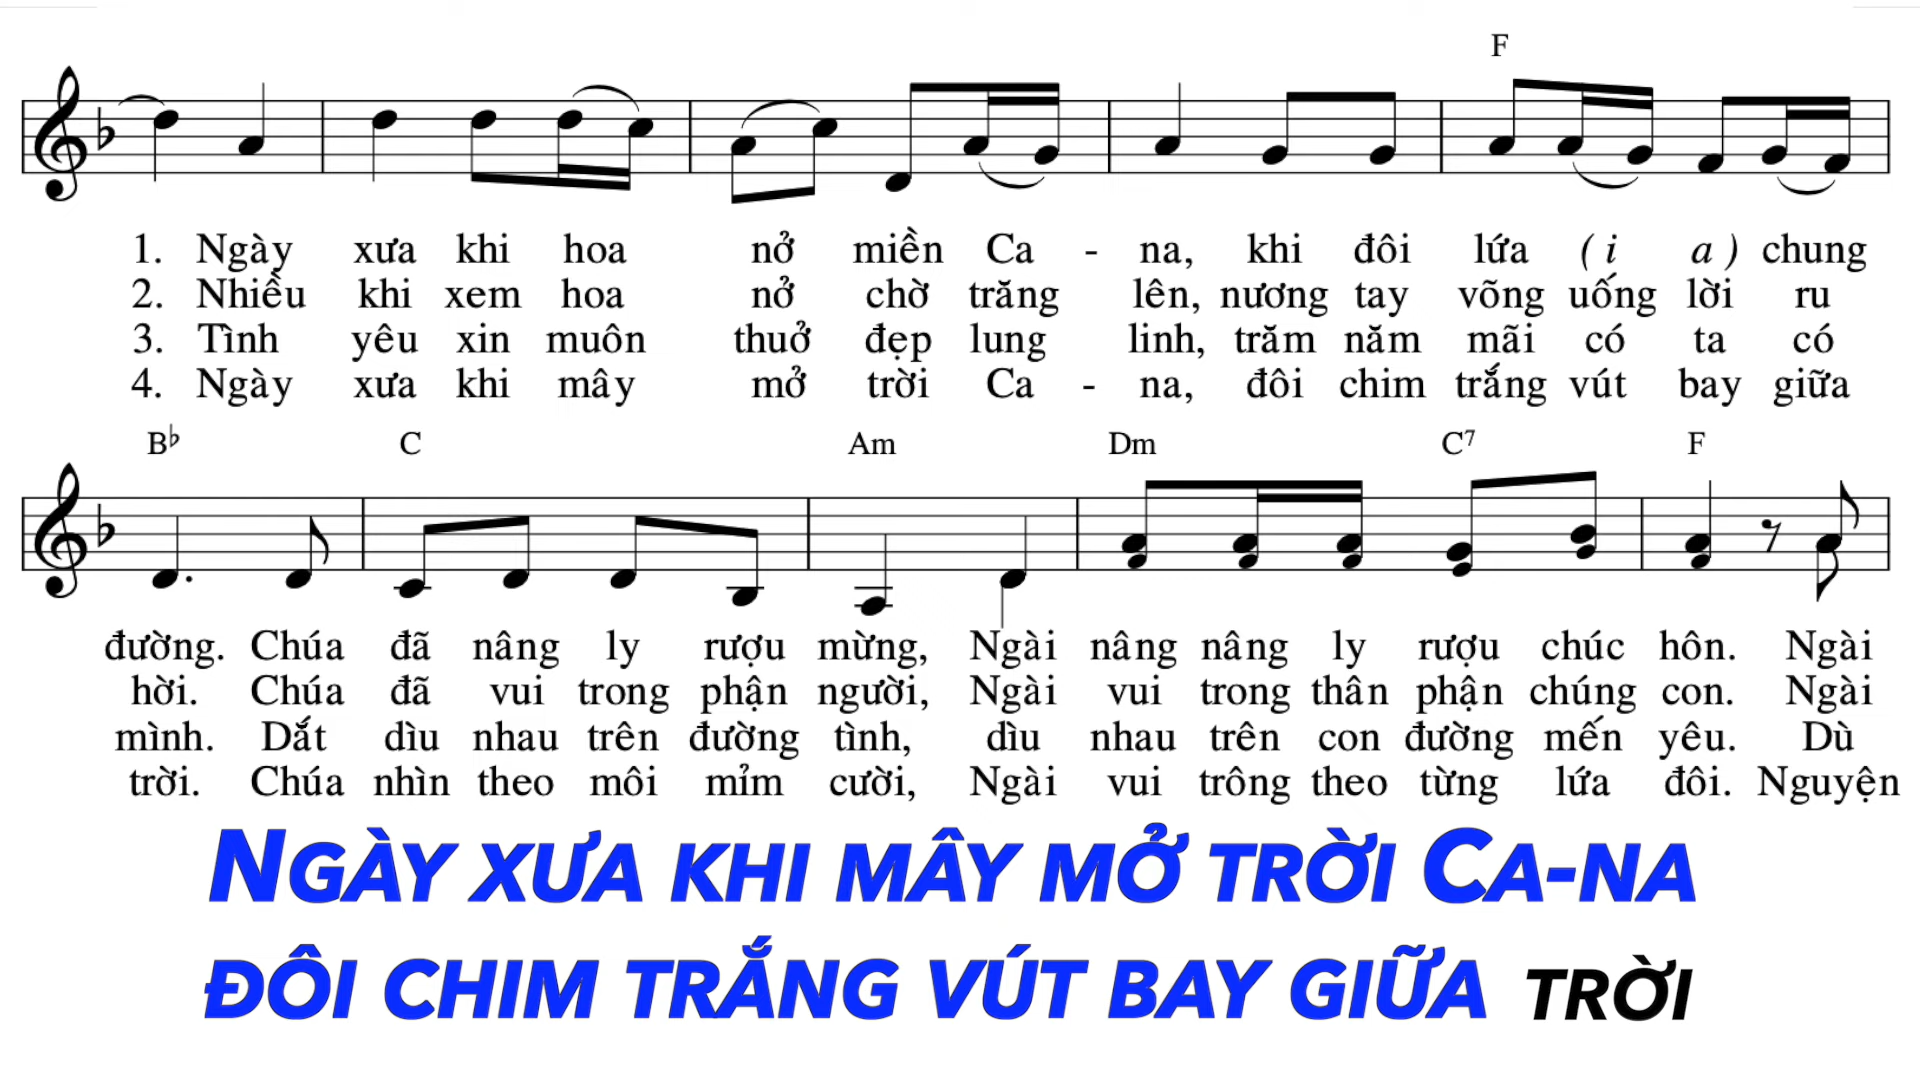 F
1. Ngày xưa khi hoa nở miền Ca - na, khi đôi lứa (i a) chung
2. Nhiều khi xem hoa nở chờ trăng lên, nương tay võng uống lời ru
3. Tình yêu xin muôn thuở đẹp lung linh, trăm năm mãi có ta có
4. Ngày xưa khi mây mở trời Ca - na, đôi chim trắng vút bay giữa
B♭ C Am Dm C7 F
đường. Chúa đã nâng ly rượu mừng, Ngài nâng nâng ly rượu chúc hôn. Ngài
hời. Chúa đã vui trong phận người, Ngài vui trong thân phận chúng con. Ngài
mình. Dắt dìu nhau trên đường tình, dìu nhau trên con đường mến yêu. Dù
trời. Chúa nhìn theo môi mỉm cười, Ngài vui trông theo từng lứa đôi. Nguyện
NGÀY XƯA KHI MÂY MỞ TRỜI CA-NA
ĐÔI CHIM TRẮNG VÚT BAY GIỮA TRỜI